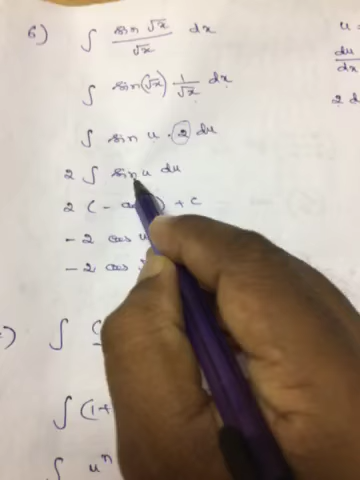 6) ∫ sin √x / √x dx
u =
∫ sin(√x) 1/√x dx
du/dx
∫ sin u · 2 du
2 d
2 ∫ sin u du
2 (- ) + c
- 2 cos u
- 2 cos
∫ (
∫ (1+
∫ uⁿ